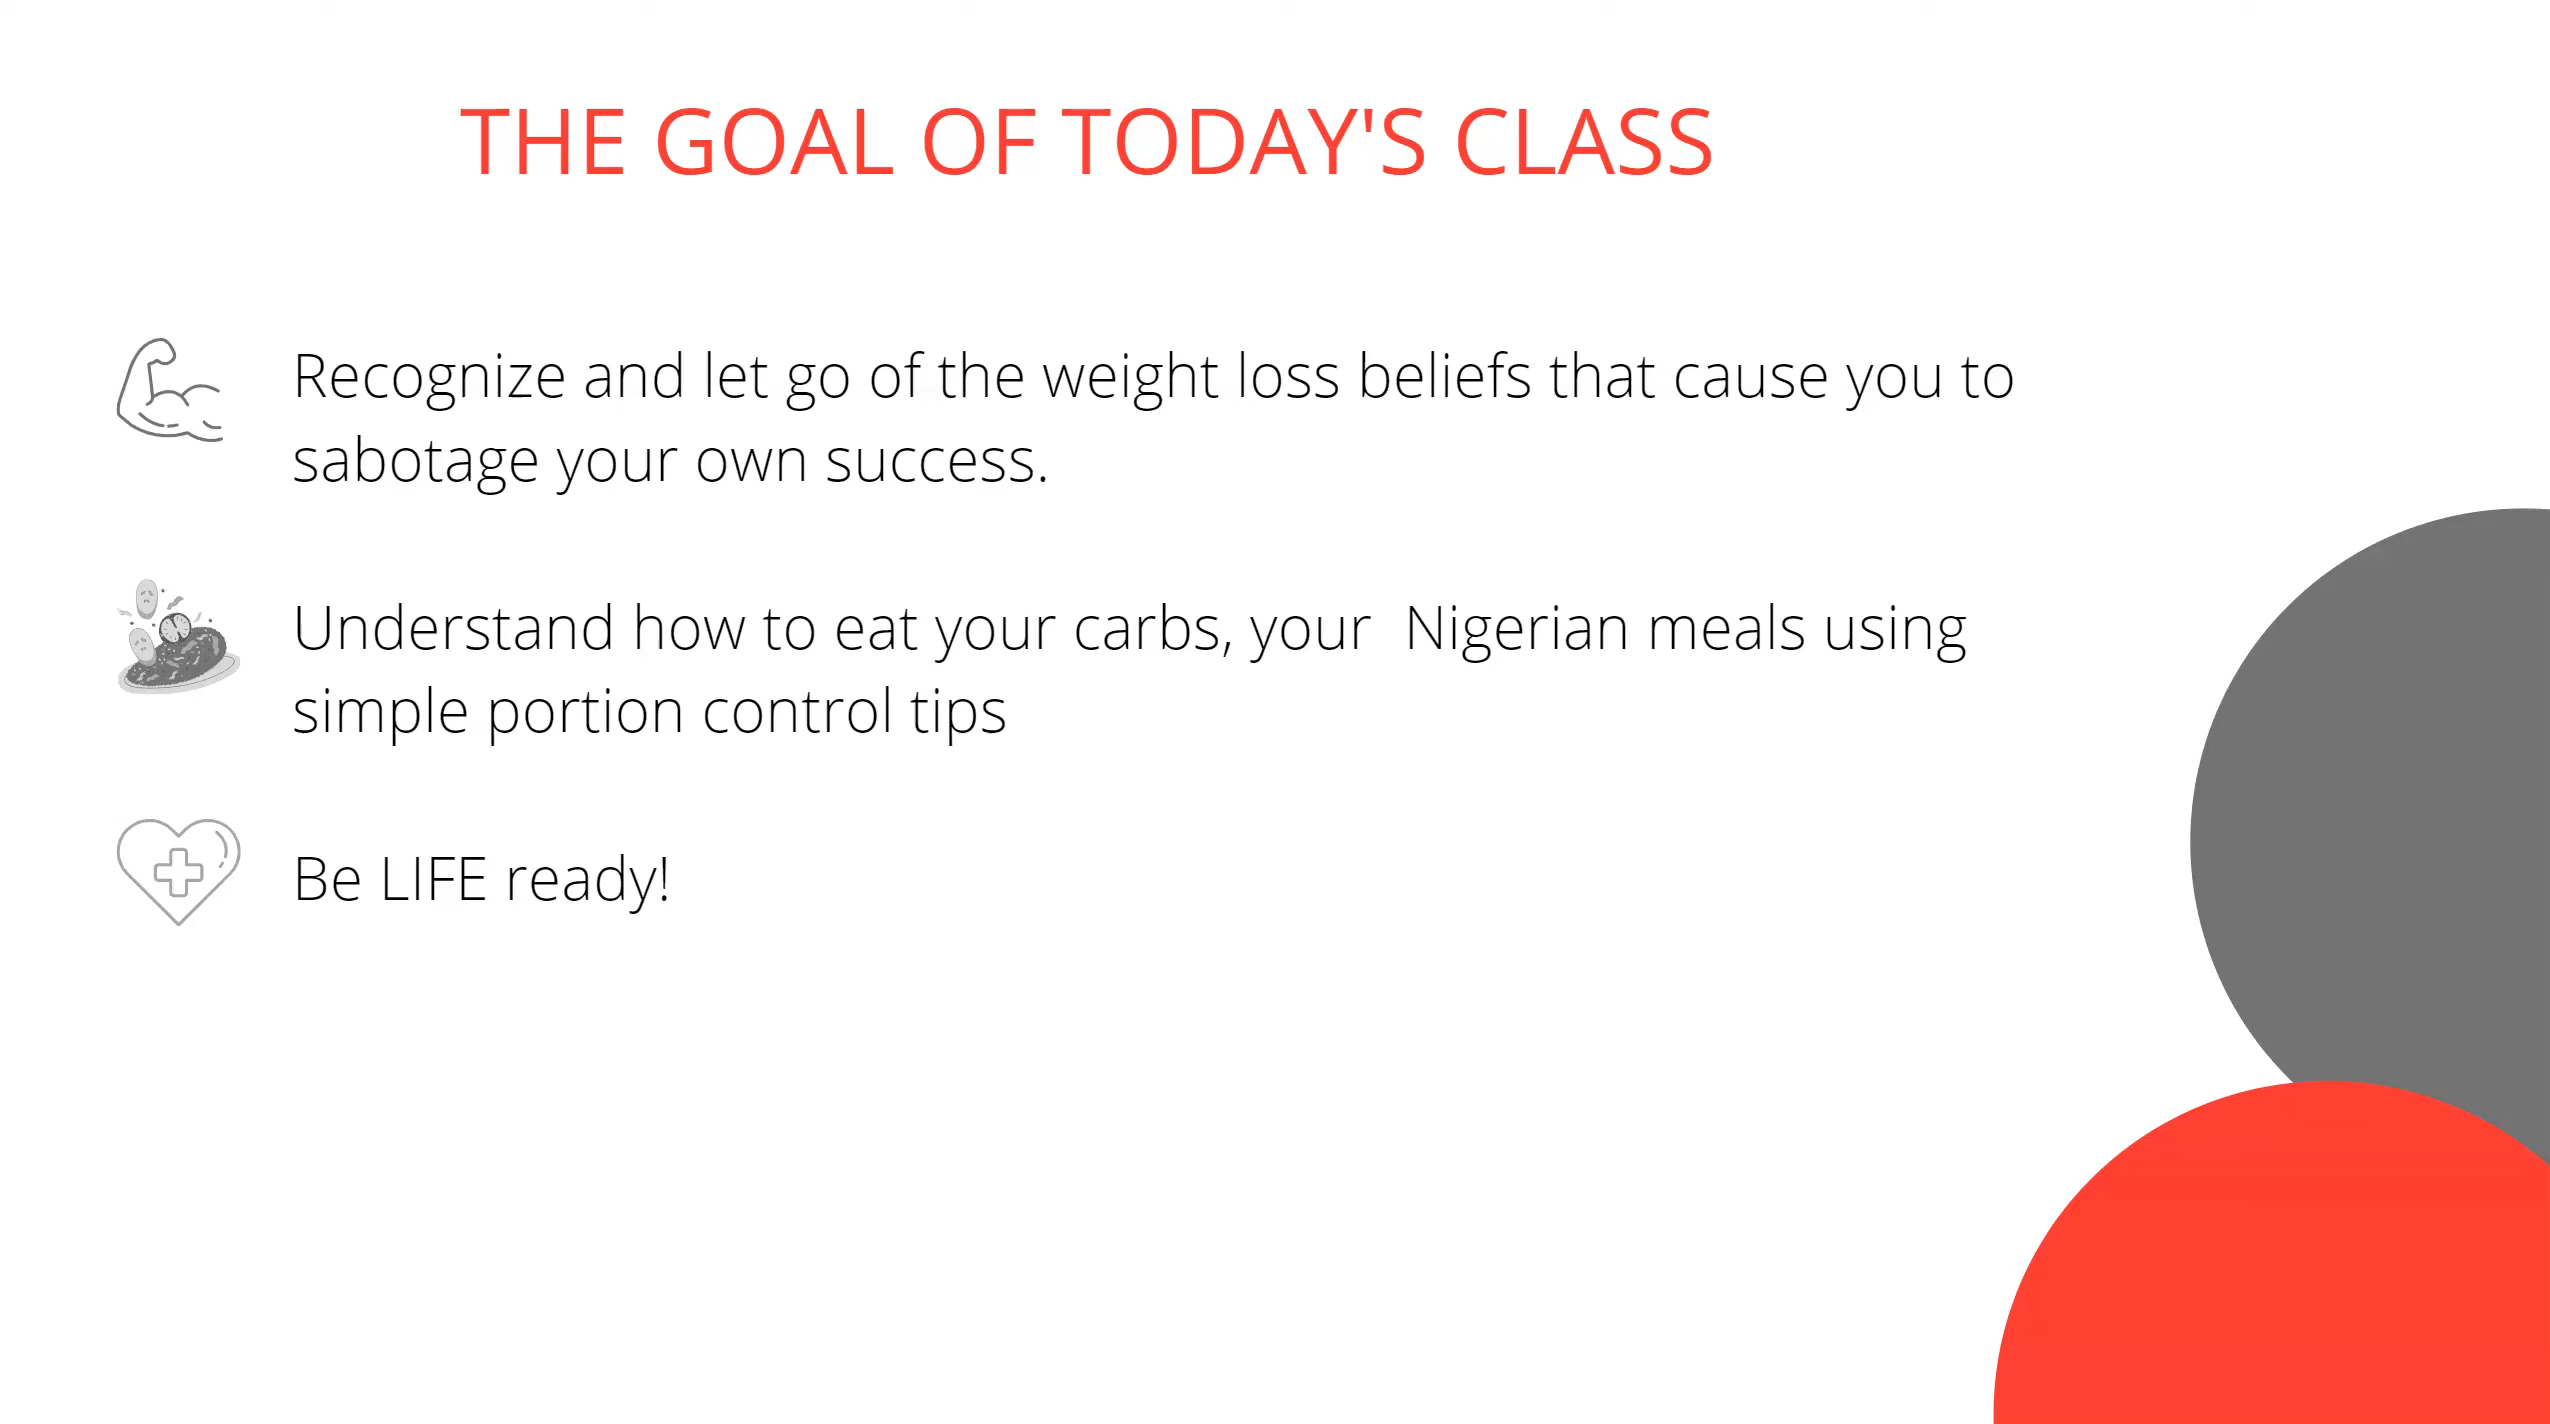 THE GOAL OF TODAY'S CLASS
Recognize and let go of the weight loss beliefs that cause you to
sabotage your own success.
Understand how to eat your carbs, your  Nigerian meals using
simple portion control tips
Be LIFE ready!